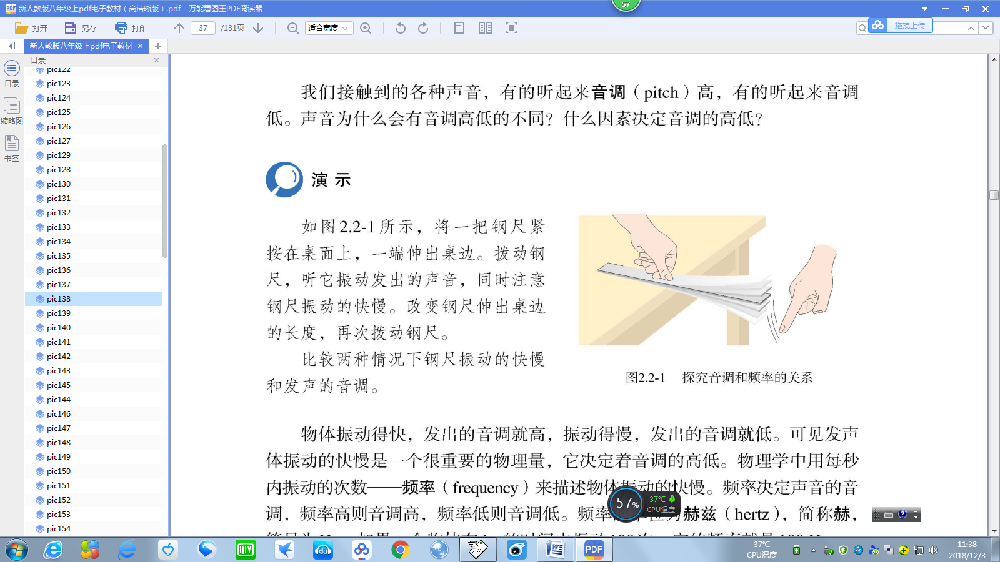 新人教版八年级上pdf电子教材（高清晰版）.pdf - 万能看图王PDF阅读器
57
打开 另存 打印 37 /131页 适合宽度 拖拽上传
新人教版八年级上pdf电子教材
目录
目录
缩略图
书签
pic122
pic123
pic124
pic125
pic126
pic127
pic129
pic128
pic130
pic131
pic132
pic133
pic134
pic135
pic136
pic137
pic138
pic139
pic140
pic141
pic142
pic143
pic145
pic144
pic146
pic147
pic148
pic149
pic150
pic151
pic152
pic153
pic154
我们接触到的各种声音，有的听起来音调（pitch）高，有的听起来音调
低。声音为什么会有音调高低的不同？什么因素决定音调的高低？
演示
如图2.2-1所示，将一把钢尺紧
按在桌面上，一端伸出桌边。拨动钢
尺，听它振动发出的声音，同时注意
钢尺振动的快慢。改变钢尺伸出桌边
的长度，再次拨动钢尺。
比较两种情况下钢尺振动的快慢
和发声的音调。
图2.2-1 探究音调和频率的关系
物体振动得快，发出的音调就高，振动得慢，发出的音调就低。可见发声
体振动的快慢是一个很重要的物理量，它决定着音调的高低。物理学中用每秒
内振动的次数——频率（frequency）来描述物体振动的快慢。频率决定声音的音
调，频率高则音调高，频率低则音调低。频率 赫兹（hertz），简称赫，
57%
37℃
CPU温度
QIYI
du
PDF
37℃
CPU温度
11:38
2018/12/3